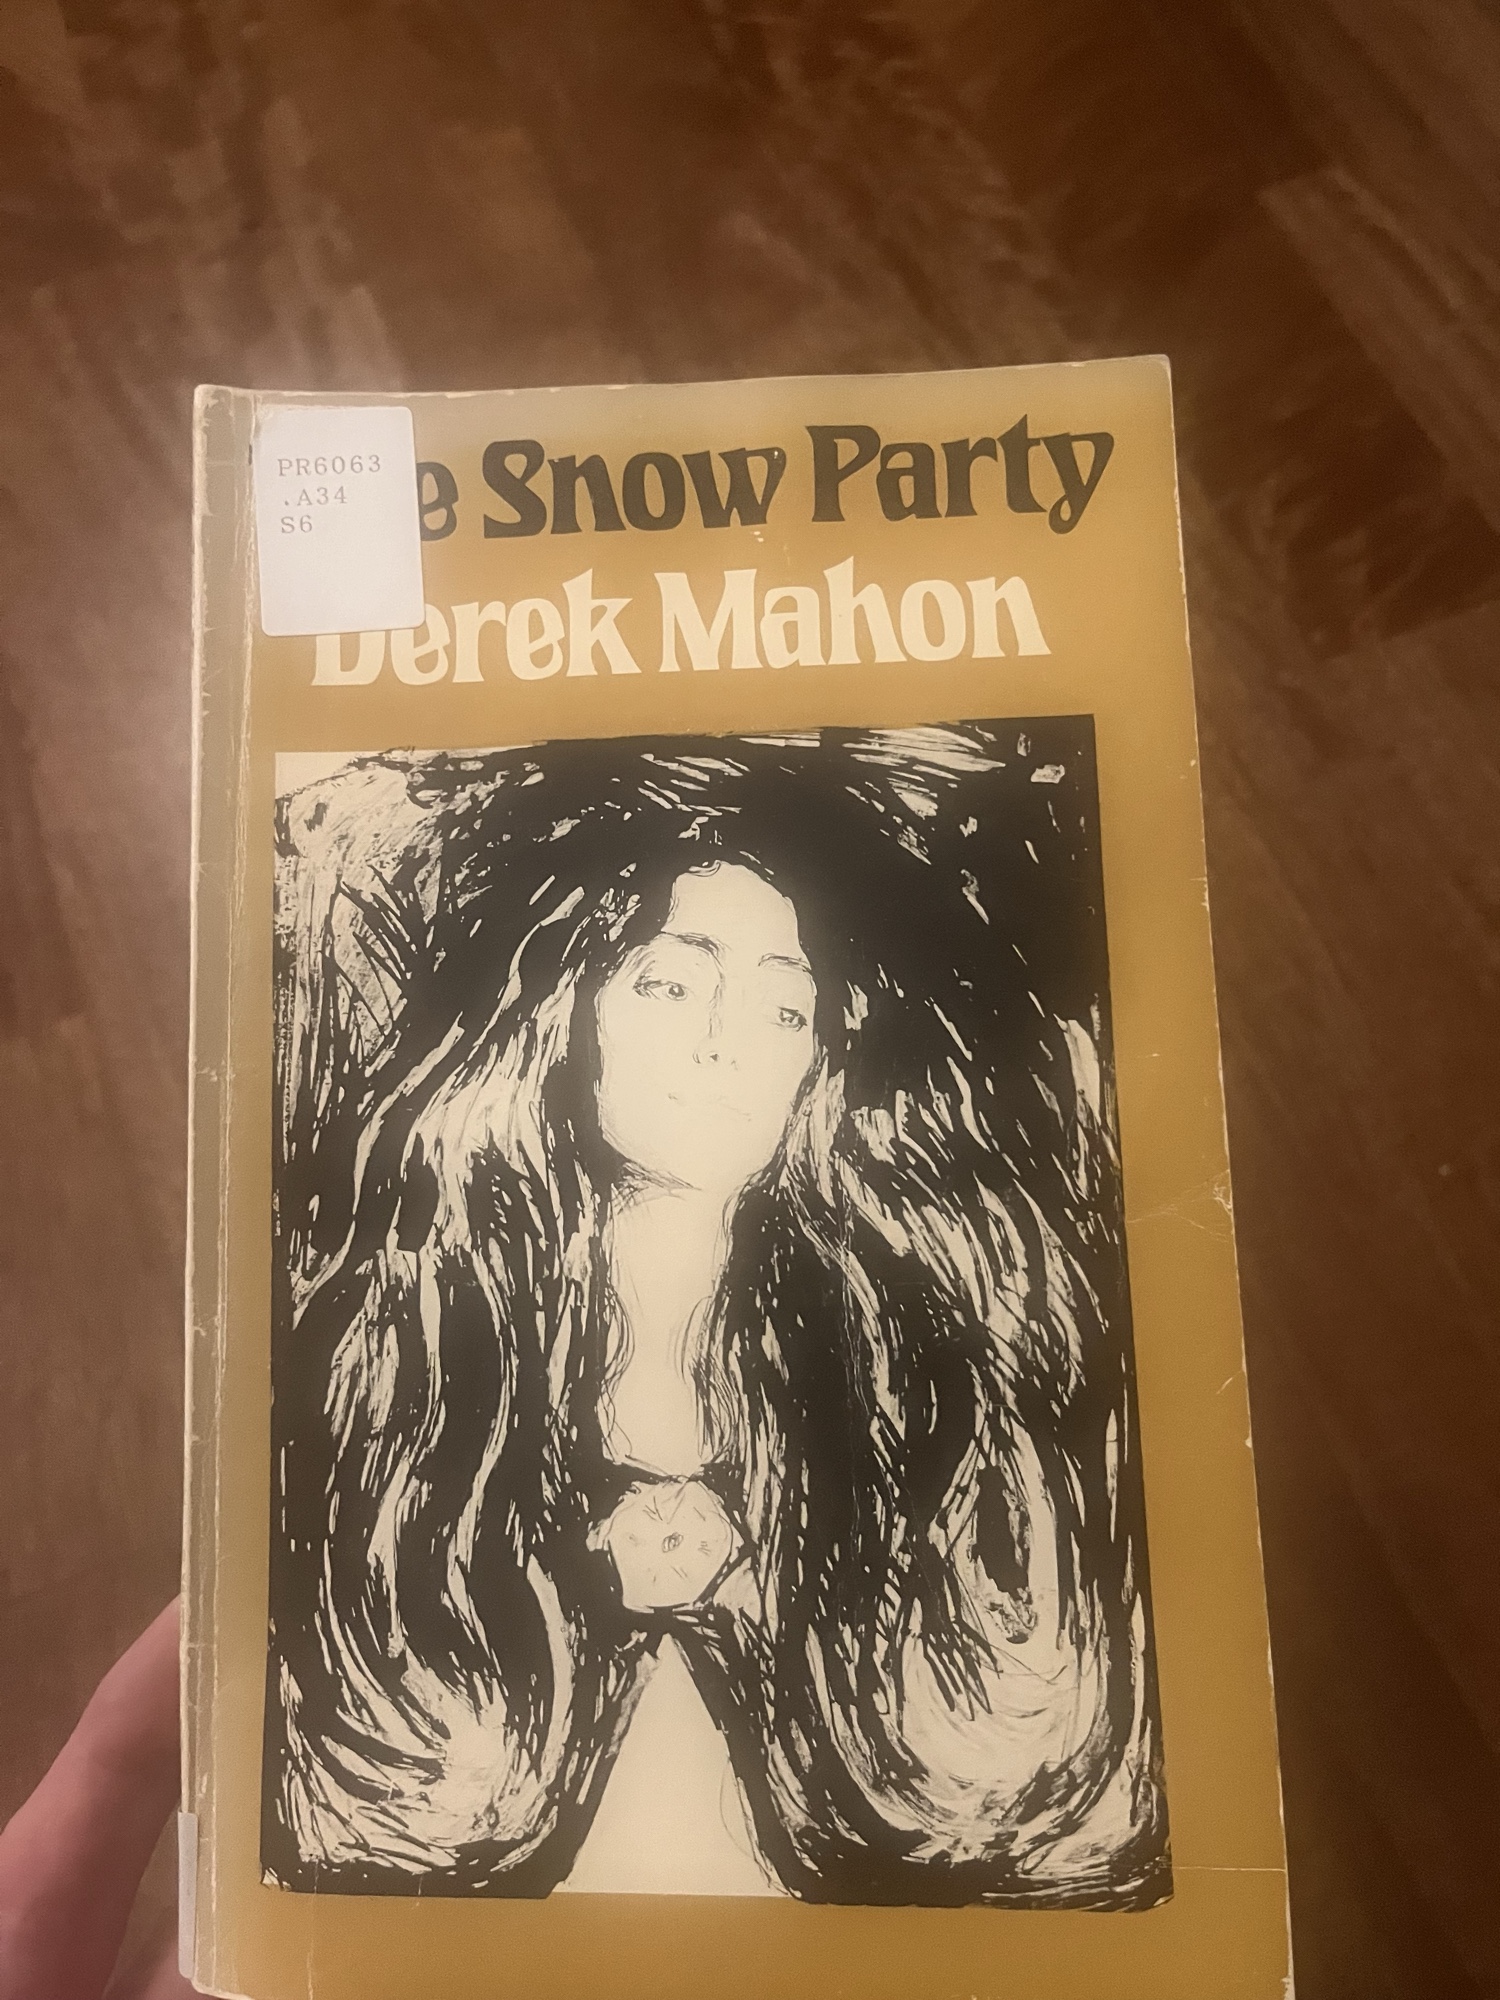 PR6063
.A34
S6
e Snow Party
Derek Mahon